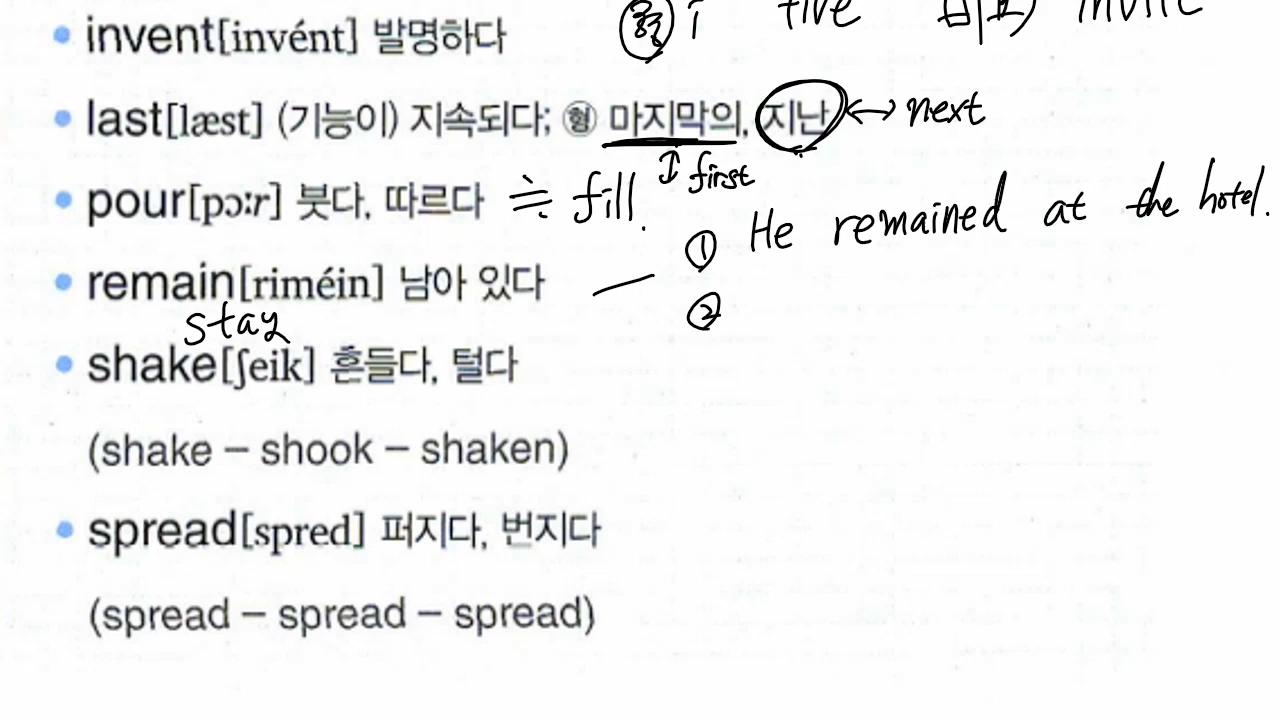 invite
invent[invént] 발명하다
last[læst] (기능이) 지속되다; 형 마지막의, 지난 ↔ next
↕ first
pour[pɔːr] 붓다, 따르다 ≒ fill
① He remained at the hotel.
remain[riméin] 남아 있다 — ②
stay
shake[ʃeik] 흔들다, 털다
(shake – shook – shaken)
spread[spred] 퍼지다, 번지다
(spread – spread – spread)